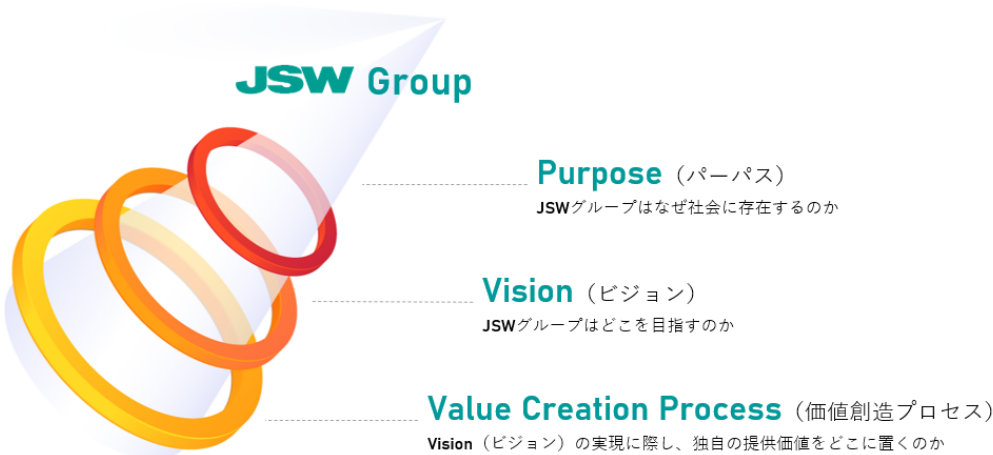 JSW Group
Purpose（パーパス）
JSWグループはなぜ社会に存在するのか
Vision（ビジョン）
JSWグループはどこを目指すのか
Value Creation Process（価値創造プロセス）
Vision（ビジョン）の実現に際し、独自の提供価値をどこに置くのか